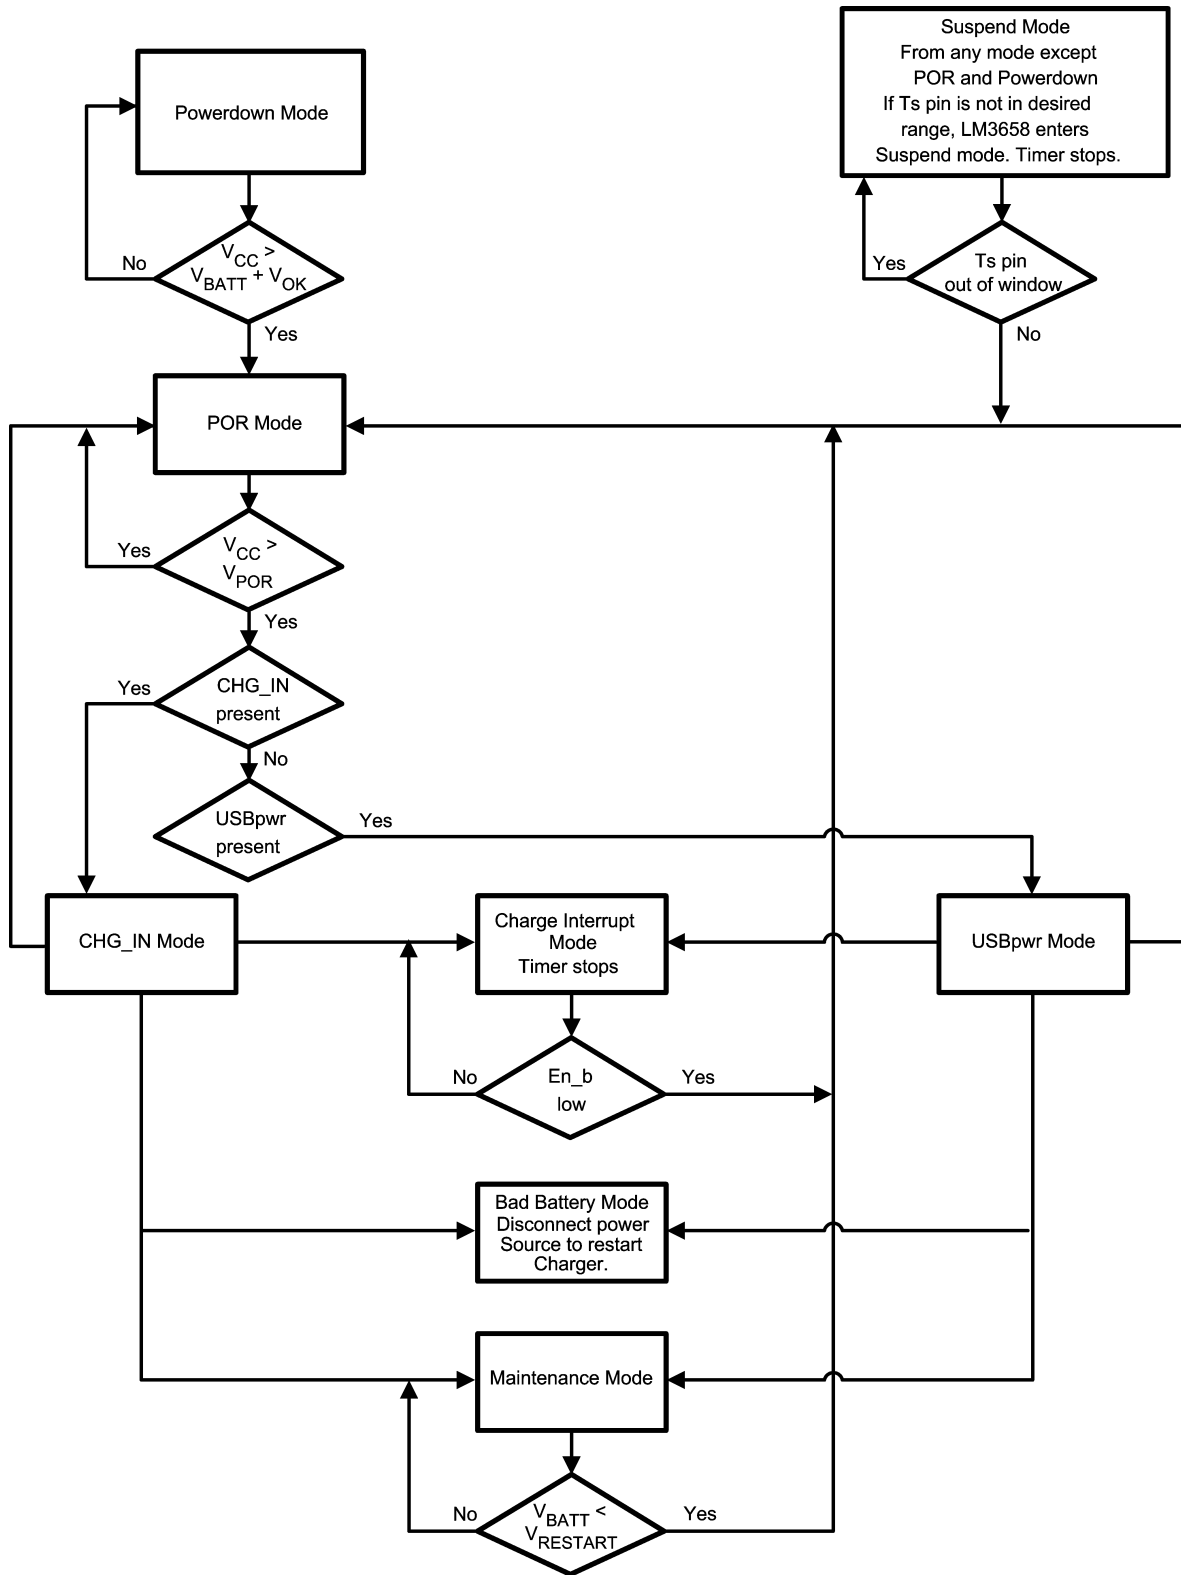 Powerdown Mode
Suspend Mode
From any mode except
POR and Powerdown
If Ts pin is not in desired
range, LM3658 enters
Suspend mode. Timer stops.
No
VCC >
VBATT + VOK
Yes
Yes
Ts pin
out of window
No
POR Mode
Yes
VCC >
VPOR
Yes
Yes
CHG_IN
present
No
USBpwr
present
Yes
CHG_IN Mode
Charge Interrupt
Mode
Timer stops
USBpwr Mode
No
En_b
low
Yes
Bad Battery Mode
Disconnect power
Source to restart
Charger.
Maintenance Mode
No
VBATT <
VRESTART
Yes